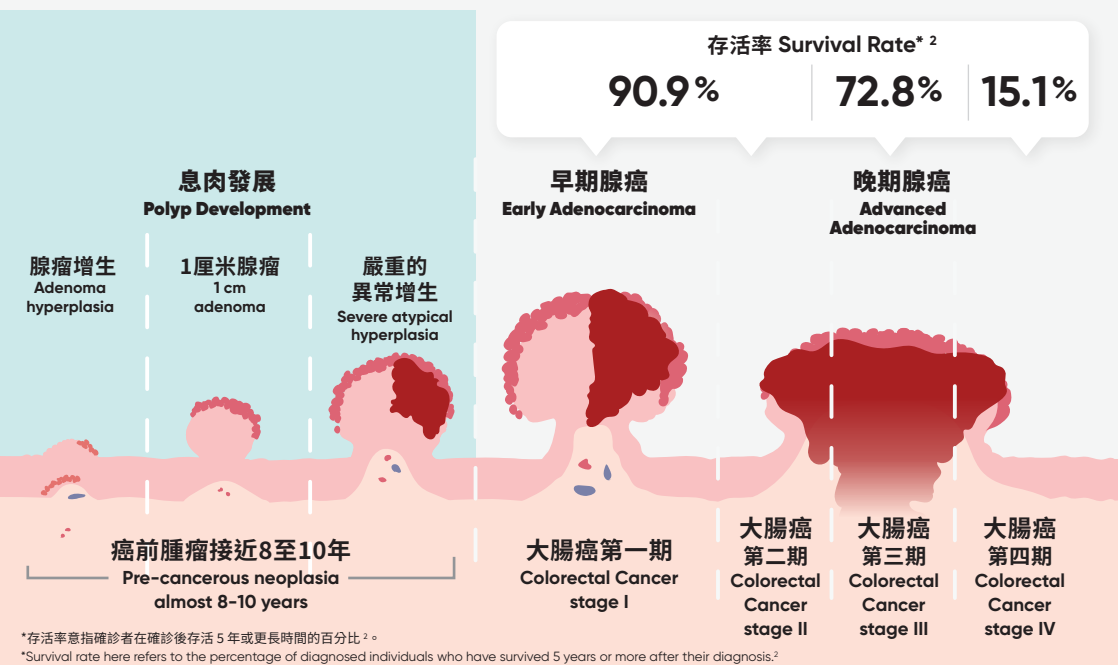 存活率 Survival Rate* 2
90.9% 72.8% 15.1%
息肉發展
Polyp Development
早期腺癌
Early Adenocarcinoma
晚期腺癌
Advanced
Adenocarcinoma
腺瘤增生
Adenoma
hyperplasia
1厘米腺瘤
1 cm
adenoma
嚴重的
異常增生
Severe atypical
hyperplasia
癌前腫瘤接近8至10年
Pre-cancerous neoplasia
almost 8-10 years
大腸癌第一期
Colorectal Cancer
stage I
大腸癌
第二期
Colorectal
Cancer
stage II
大腸癌
第三期
Colorectal
Cancer
stage III
大腸癌
第四期
Colorectal
Cancer
stage IV
*存活率意指確診者在確診後存活 5 年或更長時間的百分比 2。
*Survival rate here refers to the percentage of diagnosed individuals who have survived 5 years or more after their diagnosis.2